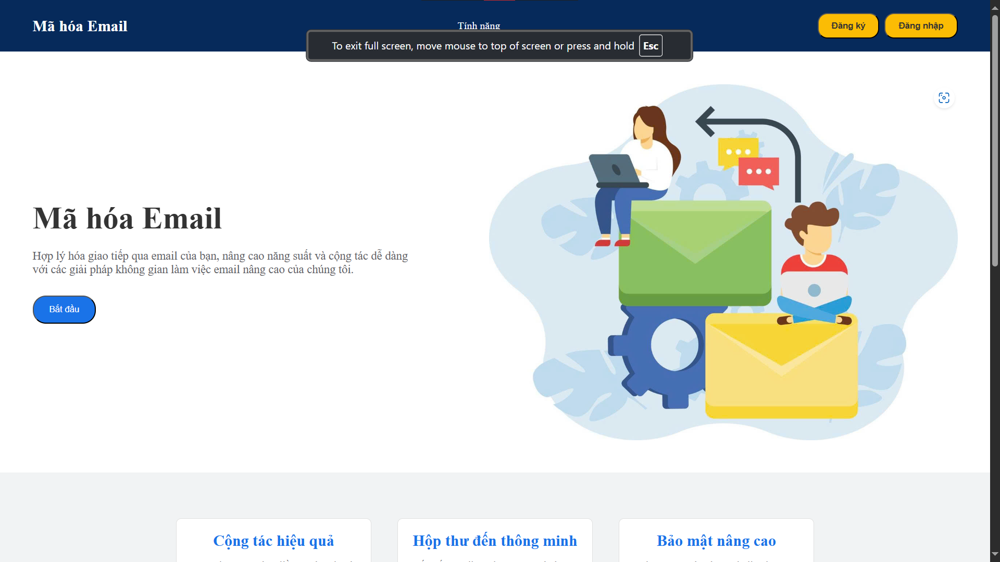 Mã hóa Email
Tính năng
Đăng ký
Đăng nhập
To exit full screen, move mouse to top of screen or press and hold Esc
Mã hóa Email
Hợp lý hóa giao tiếp qua email của bạn, nâng cao năng suất và cộng tác dễ dàng
với các giải pháp không gian làm việc email nâng cao của chúng tôi.
Bắt đầu
Cộng tác hiệu quả
Hộp thư đến thông minh
Bảo mật nâng cao